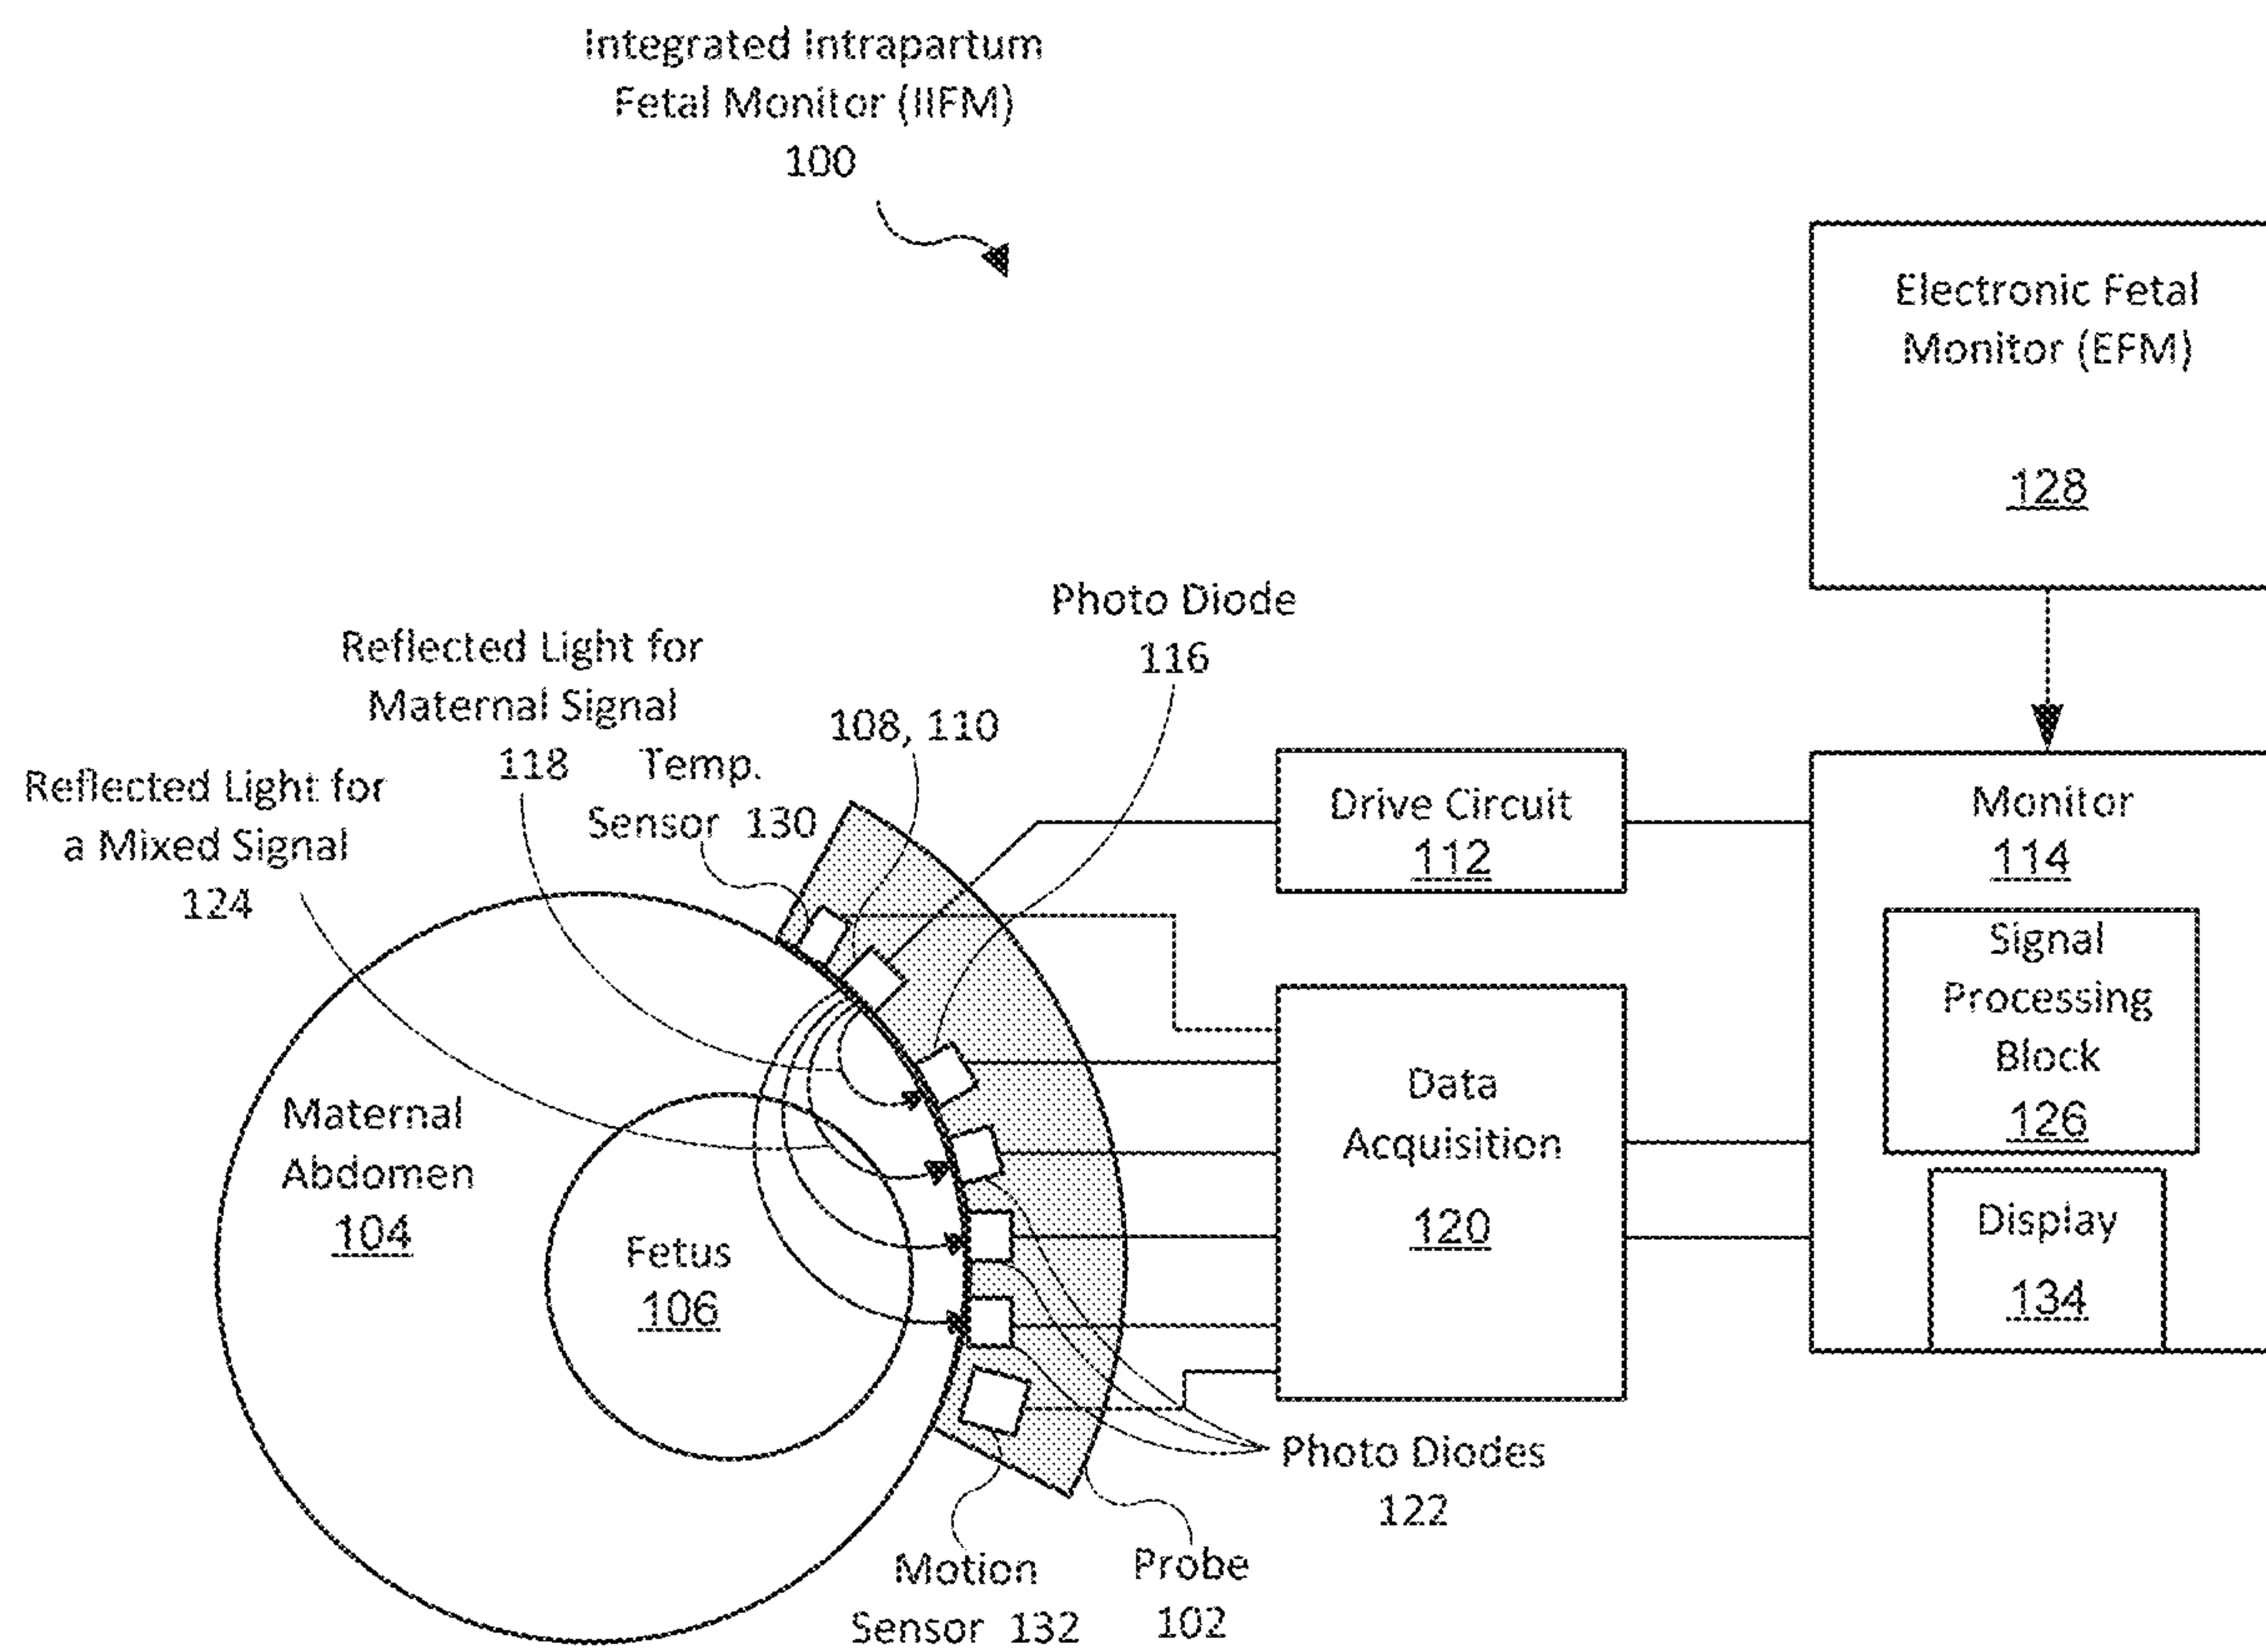 Integrated Intrapartum
Fetal Monitor (IIFM)
100
Electronic Fetal
Monitor (EFM)
128
Photo Diode
116
Reflected Light for
Maternal Signal
118
108, 110
Temp.
Sensor 130
Reflected Light for
a Mixed Signal
124
Drive Circuit
112
Monitor
114
Signal
Processing
Block
126
Display
134
Data
Acquisition
120
Maternal
Abdomen
104
Fetus
106
Photo Diodes
122
Motion
Sensor 132
Probe
102